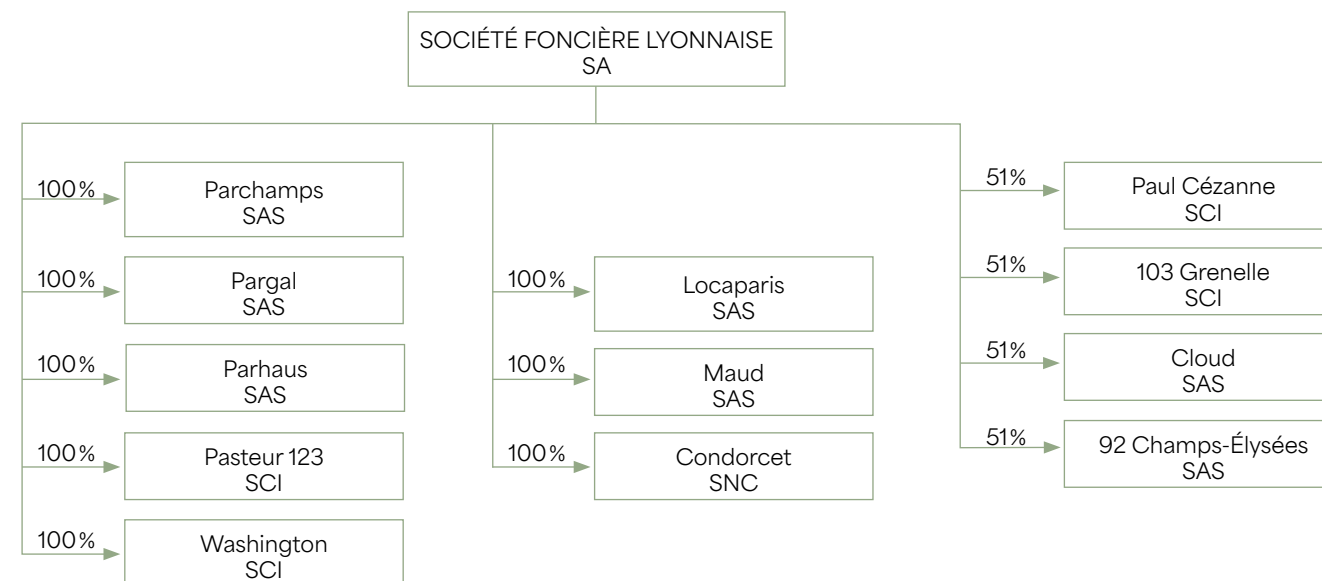 SOCIÉTÉ FONCIÈRE LYONNAISE
SA
100%
Parchamps
SAS
100%
Pargal
SAS
100%
Parhaus
SAS
100%
Pasteur 123
SCI
100%
Washington
SCI
100%
Locaparis
SAS
100%
Maud
SAS
100%
Condorcet
SNC
51%
Paul Cézanne
SCI
51%
103 Grenelle
SCI
51%
Cloud
SAS
51%
92 Champs-Élysées
SAS